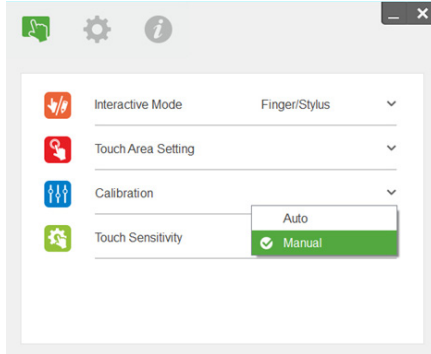 Interactive Mode Finger/Stylus
Touch Area Setting
Calibration
Auto
Touch Sensitivity
Manual